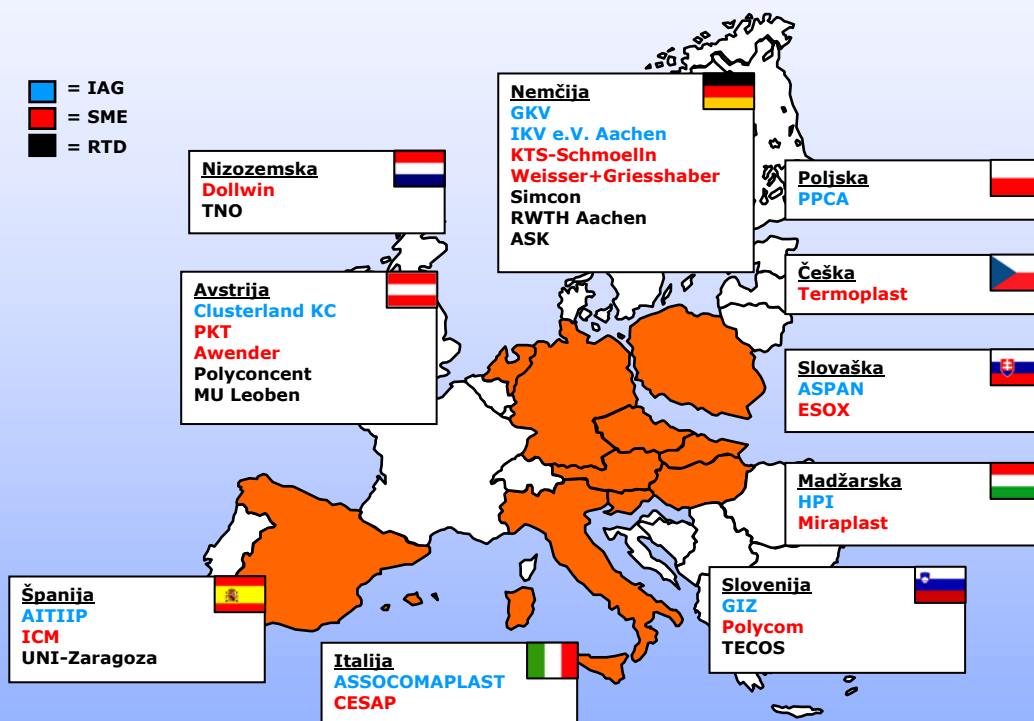 = IAG
= SME
= RTD
Nizozemska
Dollwin
TNO
Avstrija
Clusterland KC
PKT
Awender
Polyconcent
MU Leoben
Nemčija
GKV
IKV e.V. Aachen
KTS-Schmoelln
Weisser+Griesshaber
Simcon
RWTH Aachen
ASK
Poljska
PPCA
Češka
Termoplast
Slovaška
ASPAN
ESOX
Madžarska
HPI
Miraplast
Slovenija
GIZ
Polycom
TECOS
Španija
AITIIP
ICM
UNI-Zaragoza
Italija
ASSOCOMAPLAST
CESAP